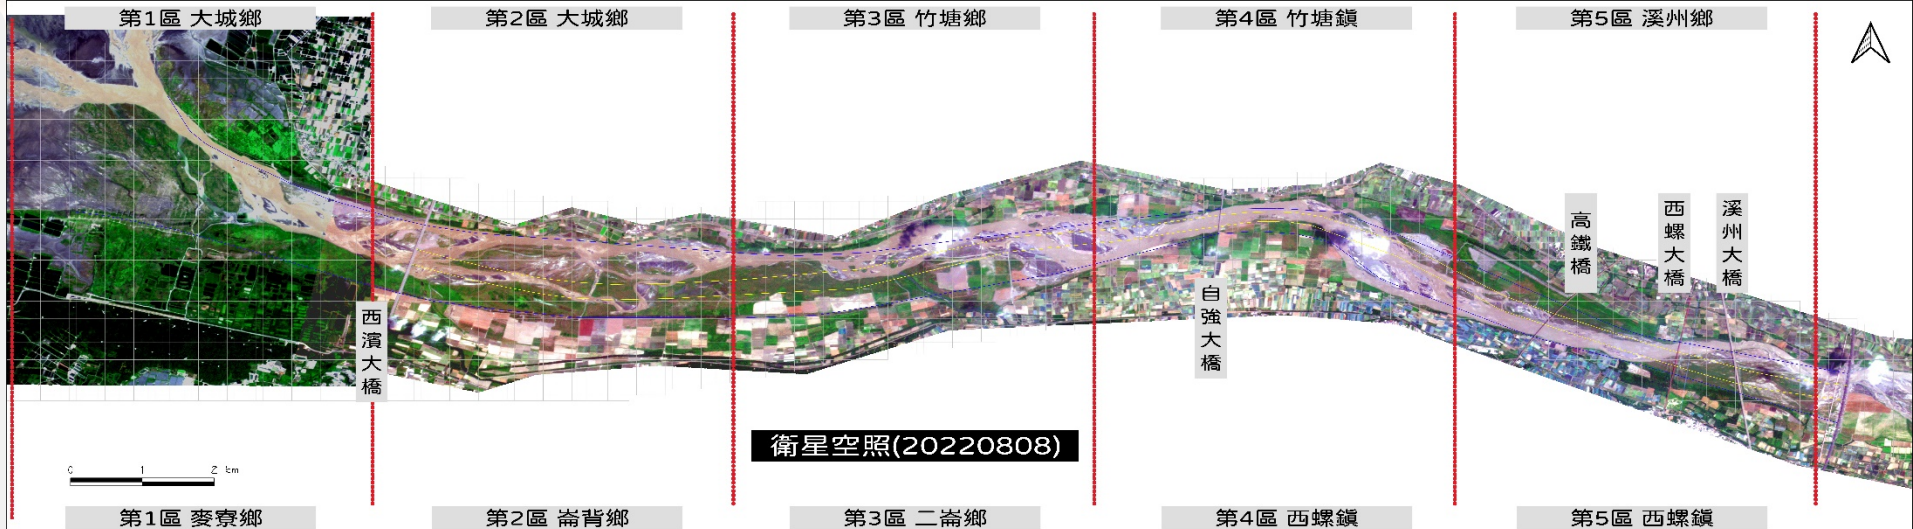 第1區 大城鄉
第2區 大城鄉
第3區 竹塘鄉
第4區 竹塘鎮
第5區 溪州鄉
西濱大橋
自強大橋
高鐵橋
西螺大橋
溪州大橋
衛星空照(20220808)
0 1 2 km
第1區 麥寮鄉
第2區 崙背鄉
第3區 二崙鄉
第4區 西螺鎮
第5區 西螺鎮